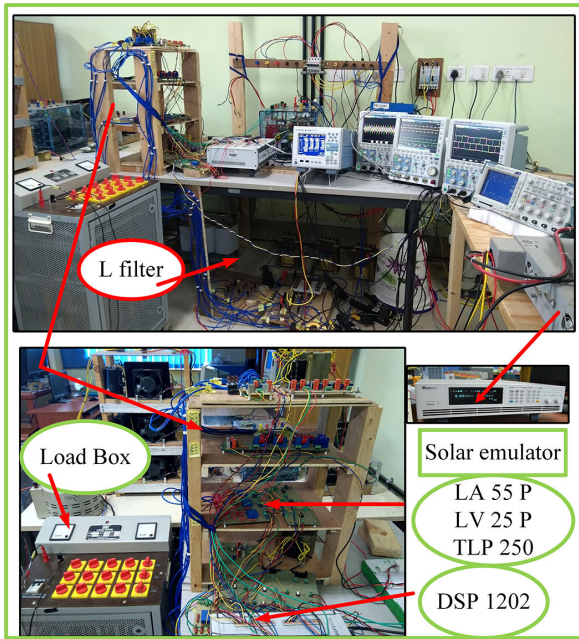 L filter
Load Box
Solar emulator
LA 55 P
LV 25 P
TLP 250
DSP 1202